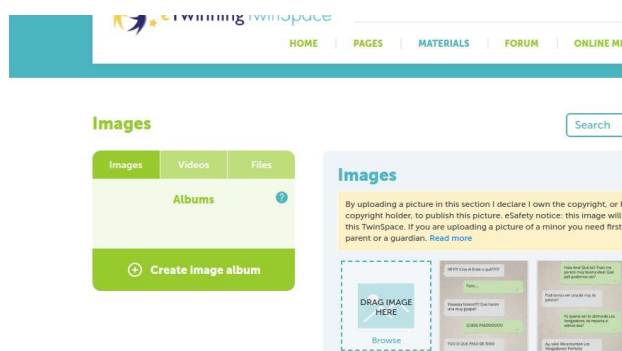 eTwinning TwinSpace
HOME PAGES MATERIALS FORUM ONLINE
Images
Search
Images Videos Files
Albums ?
Create image album
Images
By uploading a picture in this section I declare I own the copyright, or
copyright holder, to publish this picture. eSafety notice: this image will
this TwinSpace. If you are uploading a picture of a minor you need first
parent or a guardian. Read more
DRAG IMAGE
HERE
Browse